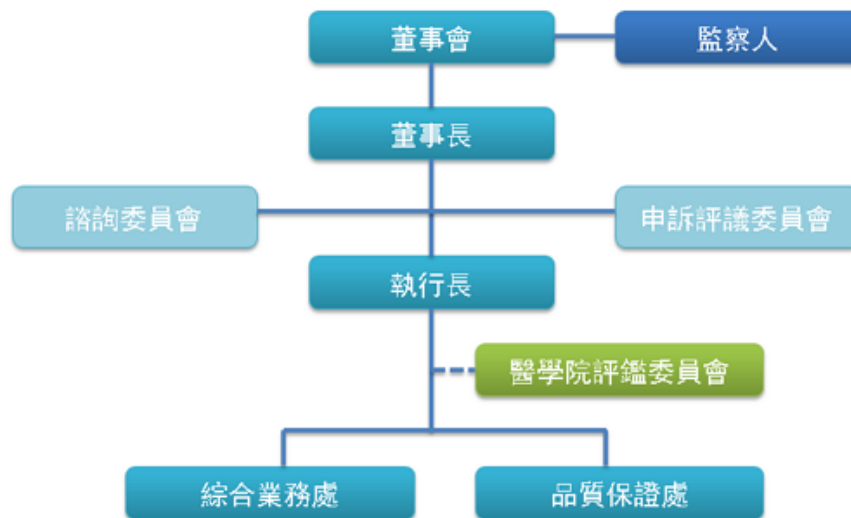 董事會
監察人
董事長
諮詢委員會
申訴評議委員會
執行長
醫學院評鑑委員會
綜合業務處
品質保證處